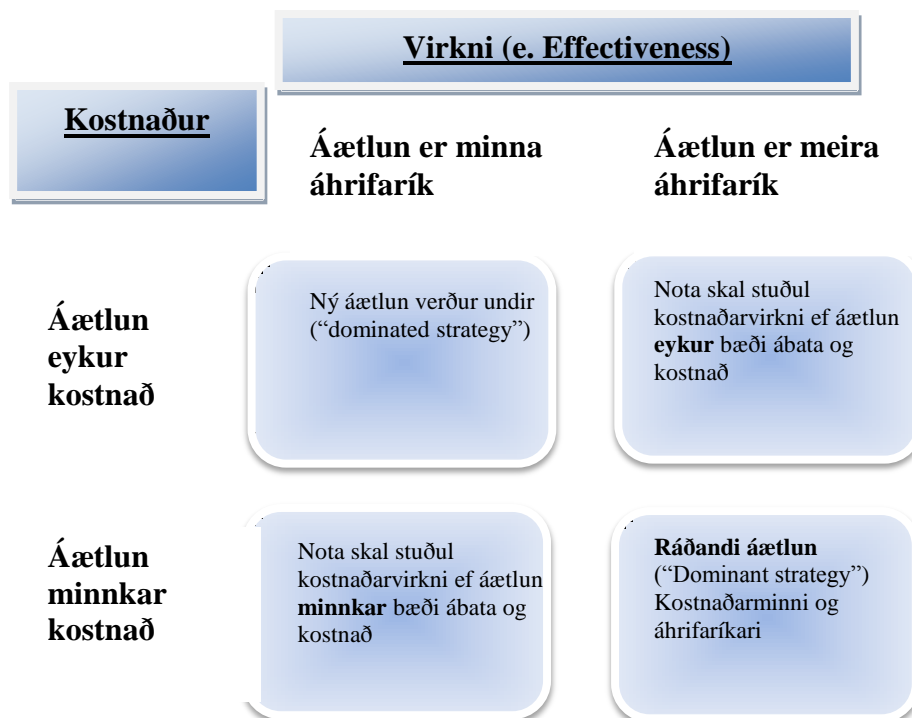 Virkni (e. Effectiveness)
Kostnaður
Áætlun er minna
áhrifarík
Áætlun er meira
áhrifarík
Áætlun
eykur
kostnað
Ný áætlun verður undir
(“dominated strategy”)
Nota skal stuðul
kostnaðarvirkni ef áætlun
eykur bæði ábata og
kostnað
Áætlun
minnkar
kostnað
Nota skal stuðul
kostnaðarvirkni ef áætlun
minnkar bæði ábata og
kostnað
Ráðandi áætlun
(“Dominant strategy”)
Kostnaðarminni og
áhrifaríkari